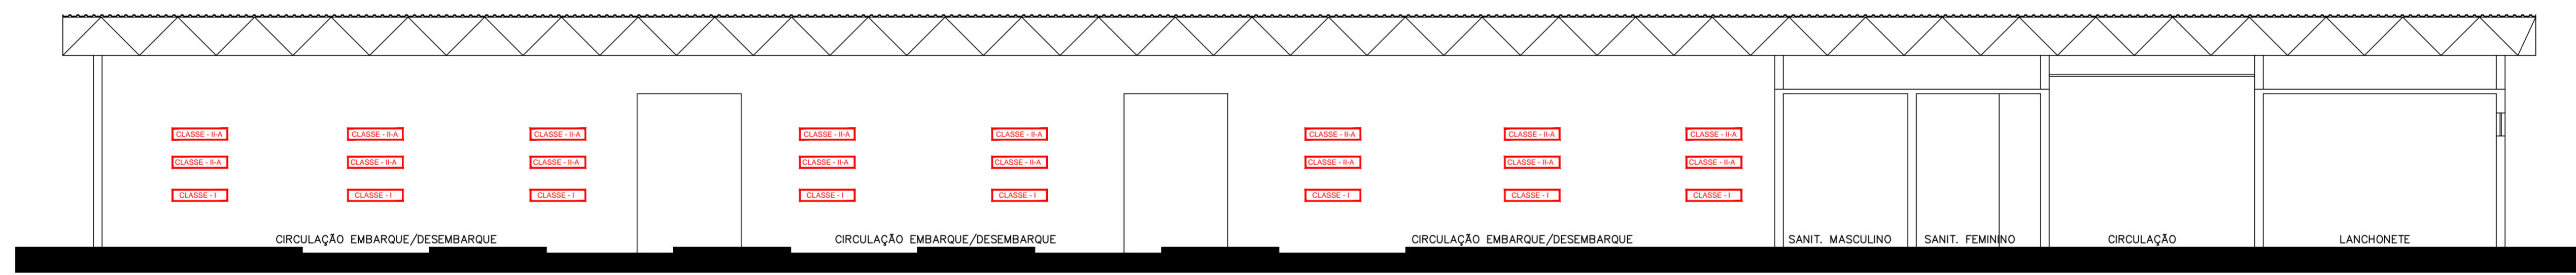 CLASSE - II-A CLASSE - II-A CLASSE - II-A CLASSE - II-A CLASSE - II-A CLASSE - II-A CLASSE - II-A CLASSE - II-A
CLASSE - II-A CLASSE - II-A CLASSE - II-A CLASSE - II-A CLASSE - II-A CLASSE - II-A CLASSE - II-A CLASSE - II-A
CLASSE - I CLASSE - I CLASSE - I CLASSE - I CLASSE - I CLASSE - I CLASSE - I CLASSE - I
CIRCULAÇÃO EMBARQUE/DESEMBARQUE CIRCULAÇÃO EMBARQUE/DESEMBARQUE CIRCULAÇÃO EMBARQUE/DESEMBARQUE SANIT. MASCULINO SANIT. FEMININO CIRCULAÇÃO LANCHONETE